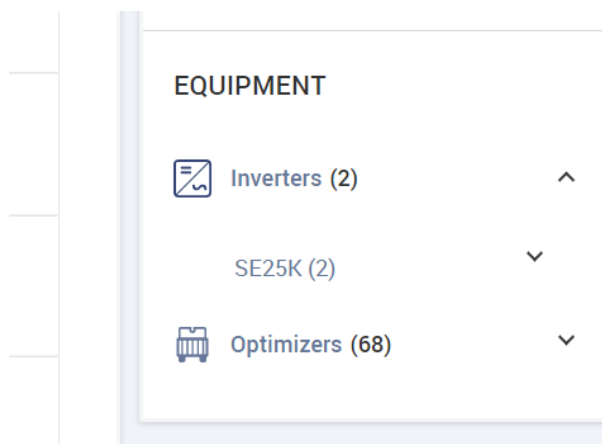 EQUIPMENT
Inverters (2)
SE25K (2)
Optimizers (68)